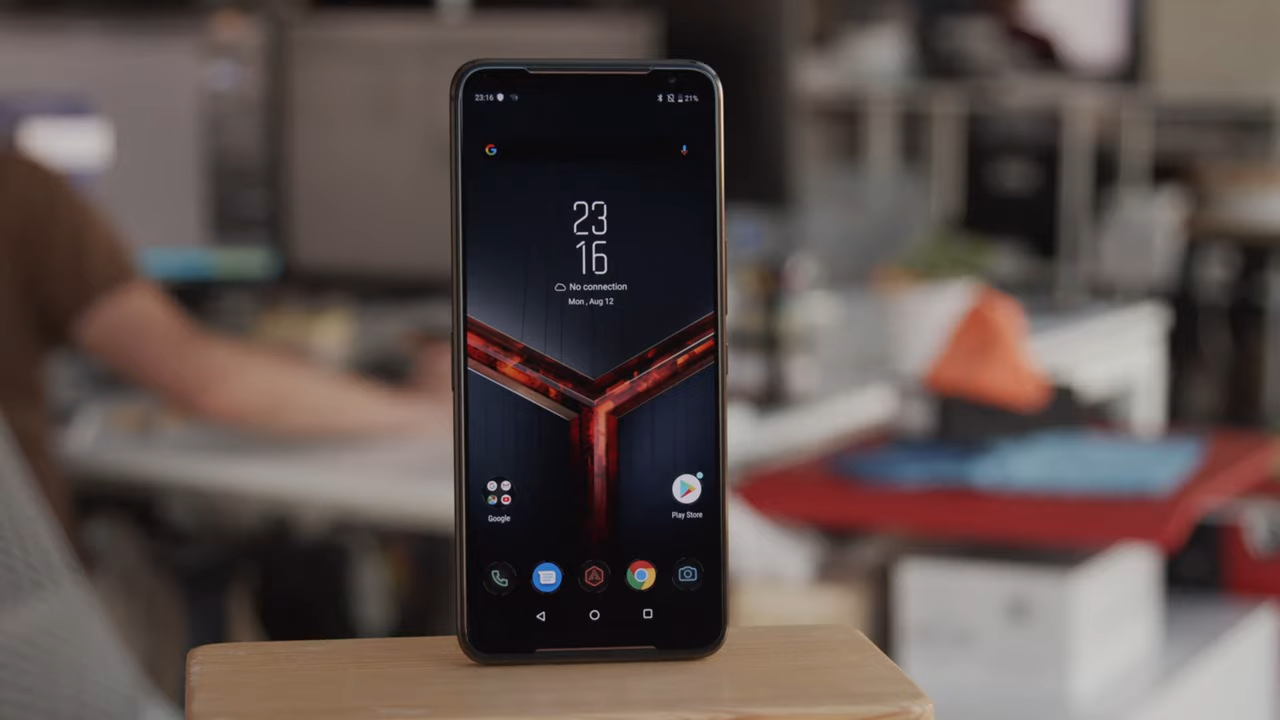 23:16
21%
23
16
No connection
Mon , Aug 12
Google
Play Store